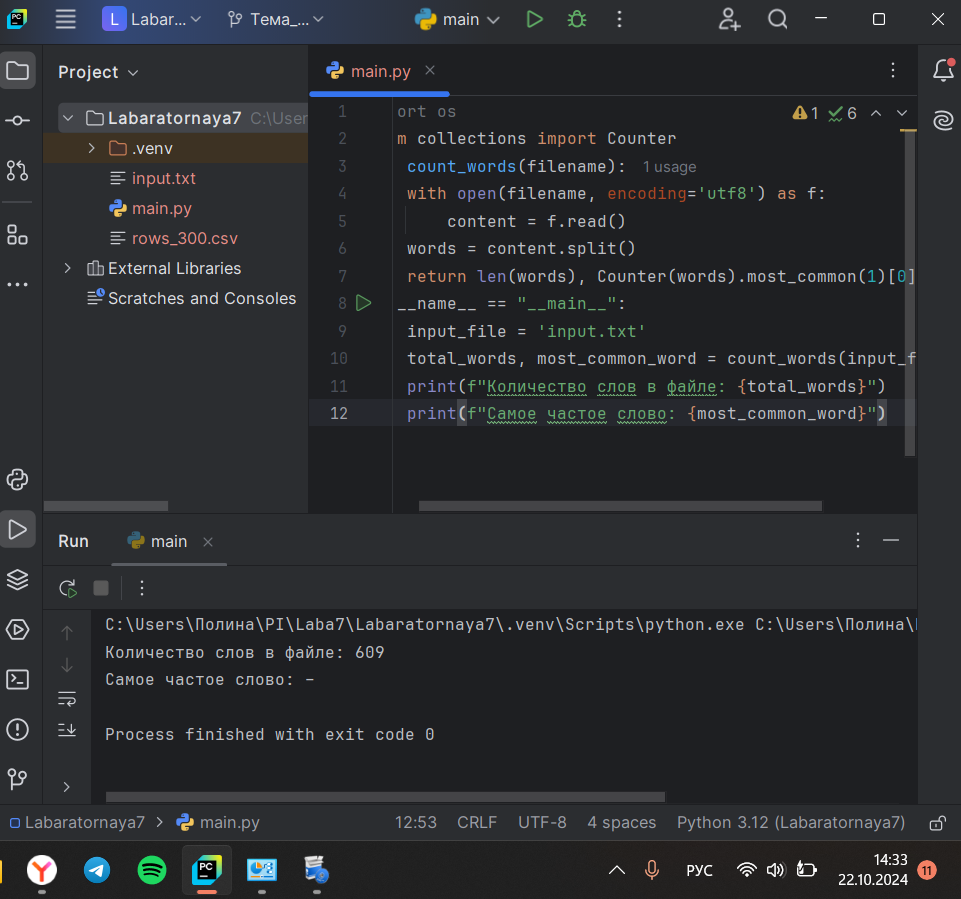 PC
L Labar... Тема_... main
Project
main.py
Labaratornaya7 C:\User
.venv
input.txt
main.py
rows_300.csv
External Libraries
Scratches and Consoles
1 ort os
1 6
2 m collections import Counter
3 count_words(filename): 1 usage
4 with open(filename, encoding='utf8') as f:
5 content = f.read()
6 words = content.split()
7 return len(words), Counter(words).most_common(1)[0]
8 __name__ == "__main__":
9 input_file = 'input.txt'
10 total_words, most_common_word = count_words(input_f
11 print(f"Количество слов в файле: {total_words}")
12 print(f"Самое частое слово: {most_common_word}")
Run main
C:\Users\Полина\PI\Laba7\Labaratornaya7\.venv\Scripts\python.exe C:\Users\Полина\
Количество слов в файле: 609
Самое частое слово: –
Process finished with exit code 0
Labaratornaya7 > main.py 12:53 CRLF UTF-8 4 spaces Python 3.12 (Labaratornaya7)
Y PC РУС 14:33
22.10.2024 11